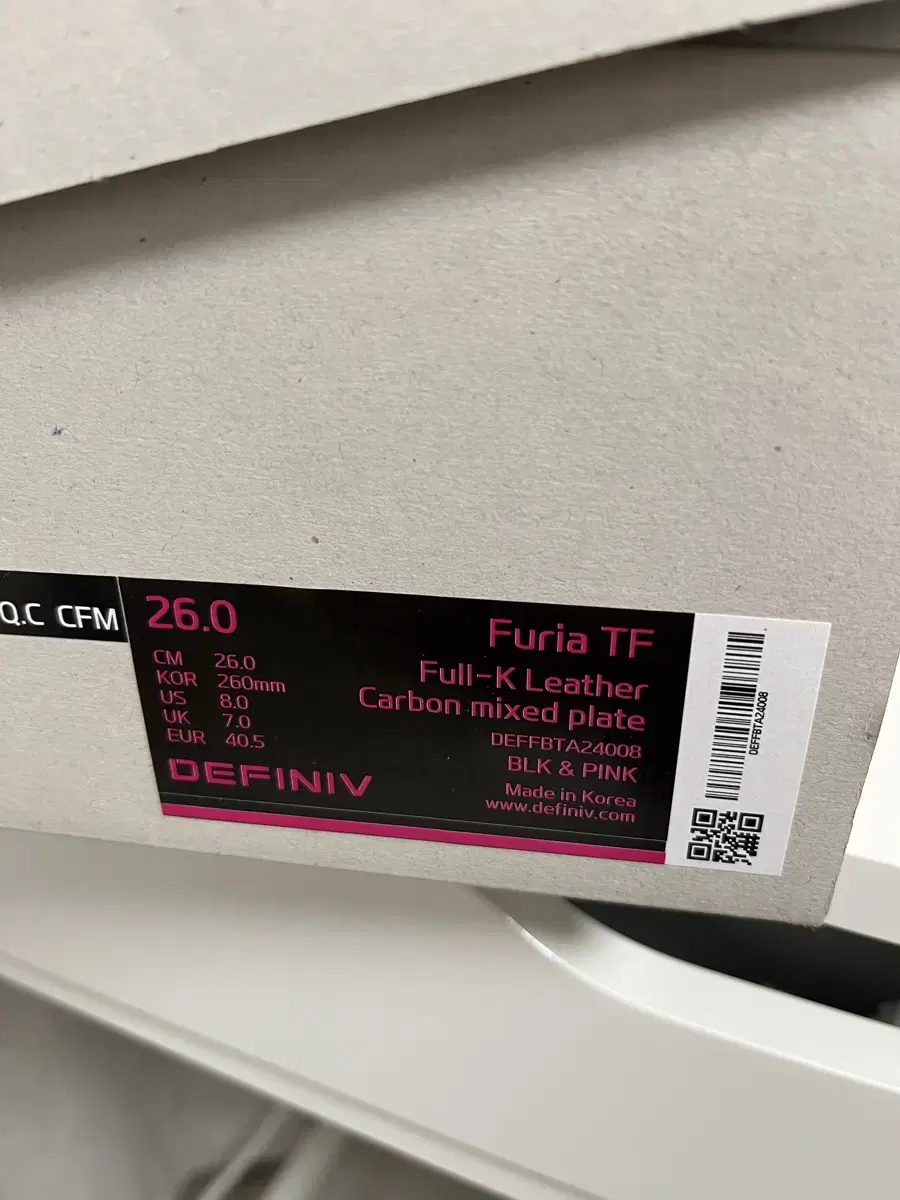 Q.C CFM
26.0
CM 26.0
KOR 260mm
US 8.0
UK 7.0
EUR 40.5
DEFINIV
Furia TF
Full-K Leather
Carbon mixed plate
DEFFBTA24008
BLK & PINK
Made in Korea
www.definiv.com
DEFFBTA24008